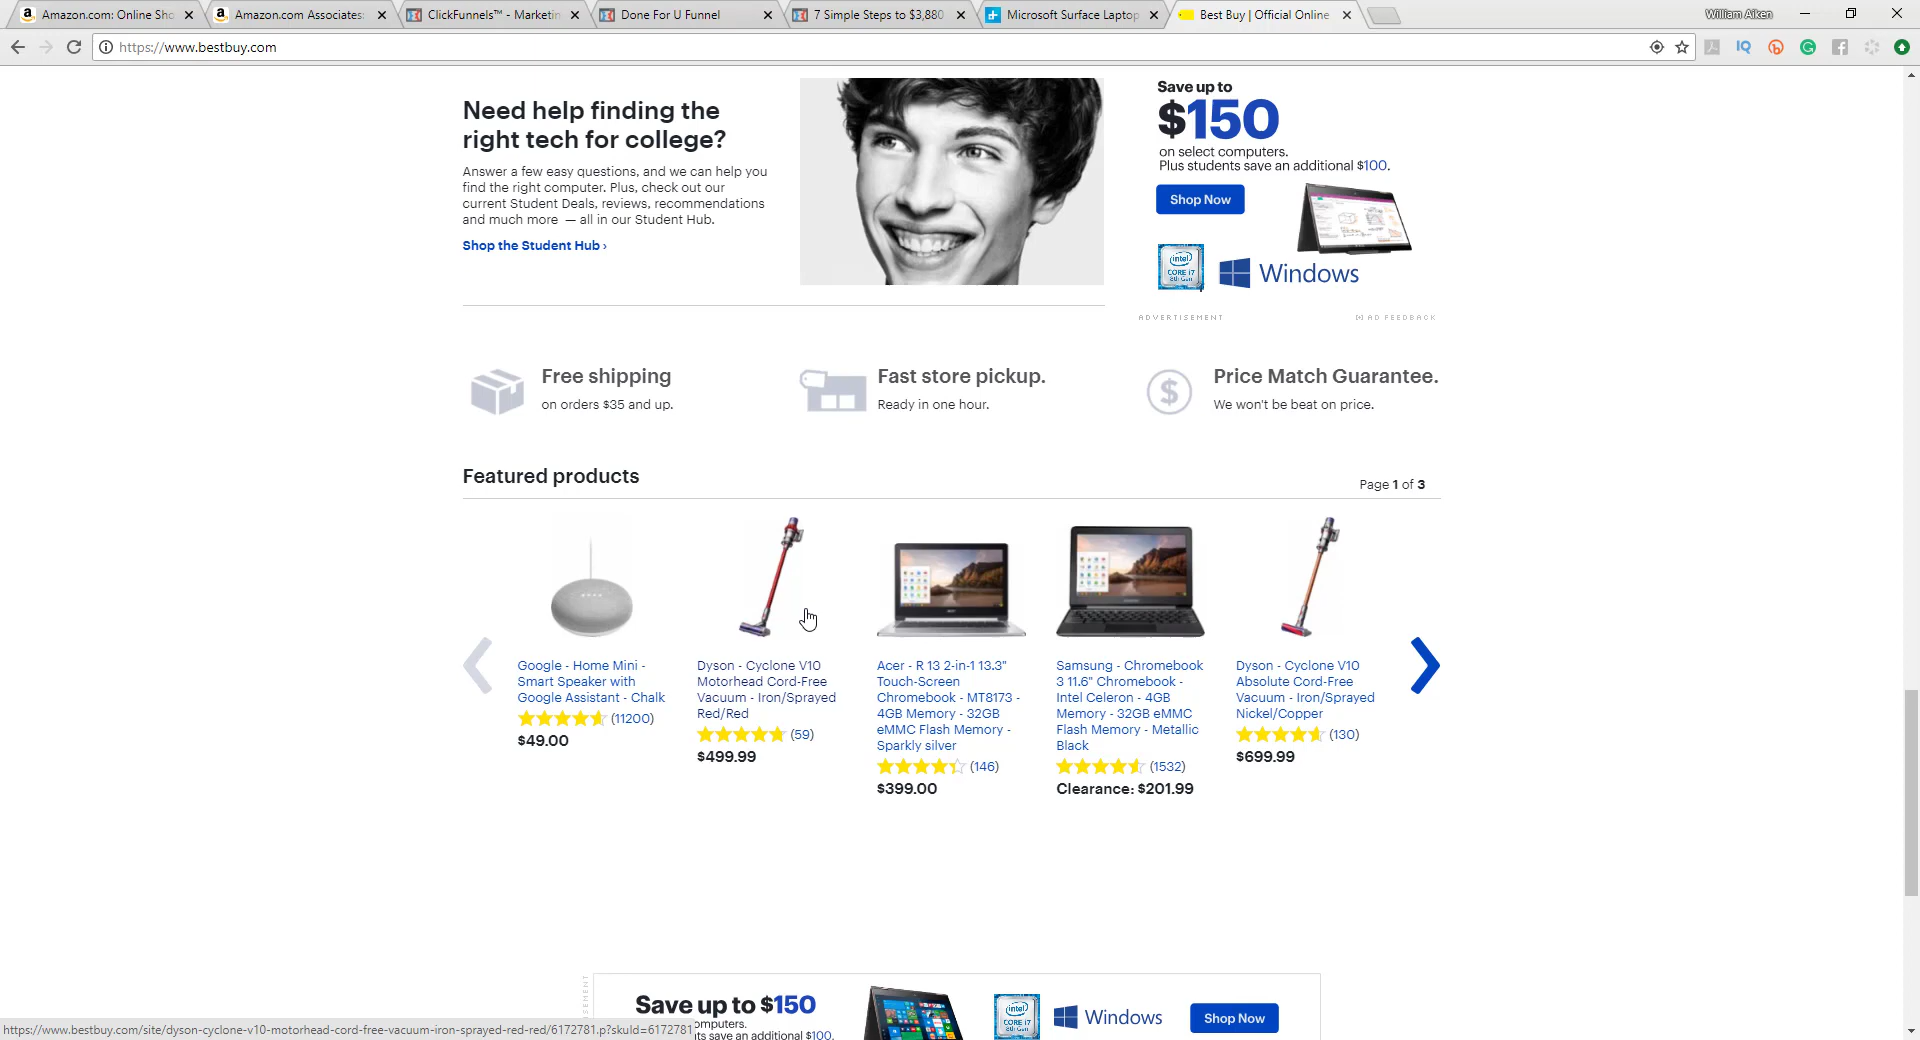 Amazon.com: Online Sho
Amazon.com Associates:
ClickFunnels™ - Marketin
Done For U Funnel
7 Simple Steps to $3,880
Microsoft Surface Laptop
Best Buy | Official Online
William Aiken
https://www.bestbuy.com
IQ
Need help finding the
right tech for college?
Answer a few easy questions, and we can help you
find the right computer. Plus, check out our
current Student Deals, reviews, recommendations
and much more — all in our Student Hub.
Shop the Student Hub ›
Save up to
$150
on select computers.
Plus students save an additional $100.
Shop Now
intel
CORE i7
8th Gen
Windows
ADVERTISEMENT
AD FEEDBACK
Free shipping
on orders $35 and up.
Fast store pickup.
Ready in one hour.
Price Match Guarantee.
We won't be beat on price.
Featured products
Page 1 of 3
Google - Home Mini -
Smart Speaker with
Google Assistant - Chalk
(11200)
$49.00
Dyson - Cyclone V10
Motorhead Cord-Free
Vacuum - Iron/Sprayed
Red/Red
(59)
$499.99
Acer - R 13 2-in-1 13.3"
Touch-Screen
Chromebook - MT8173 -
4GB Memory - 32GB
eMMC Flash Memory -
Sparkly silver
(146)
$399.00
Samsung - Chromebook
3 11.6" Chromebook -
Intel Celeron - 4GB
Memory - 32GB eMMC
Flash Memory - Metallic
Black
(1532)
Clearance: $201.99
Dyson - Cyclone V10
Absolute Cord-Free
Vacuum - Iron/Sprayed
Nickel/Copper
(130)
$699.99
Save up to $150
omputers.
ts save an additional $100.
intel
CORE i7
8th Gen
Windows
Shop Now
https://www.bestbuy.com/site/dyson-cyclone-v10-motorhead-cord-free-vacuum-iron-sprayed-red-red/6172781.p?skuId=6172781